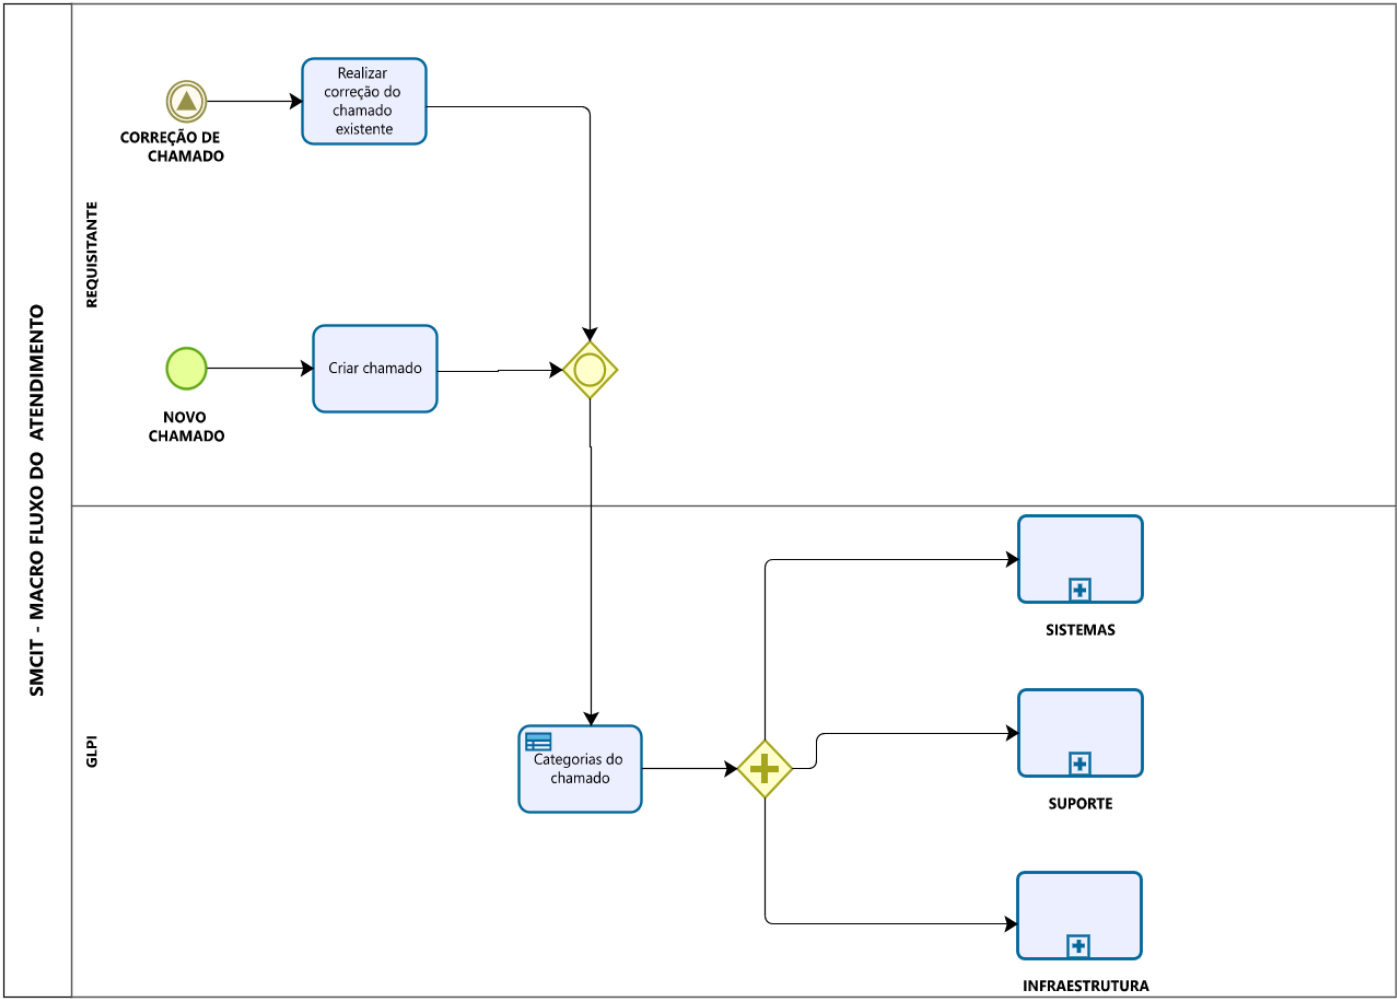 SMCIT - MACRO FLUXO DO  ATENDIMENTO
REQUISITANTE
CORREÇÃO DE
CHAMADO
Realizar
correção do
chamado
existente
NOVO
CHAMADO
Criar chamado
GLPI
Categorias do
chamado
SISTEMAS
SUPORTE
INFRAESTRUTURA